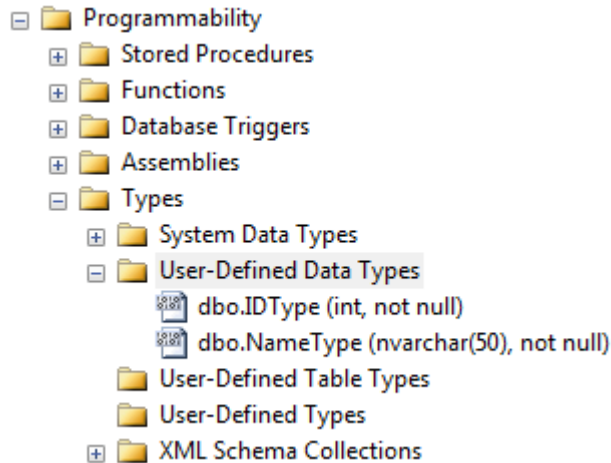 Programmability
Stored Procedures
Functions
Database Triggers
Assemblies
Types
System Data Types
User-Defined Data Types
dbo.IDType (int, not null)
dbo.NameType (nvarchar(50), not null)
User-Defined Table Types
User-Defined Types
XML Schema Collections